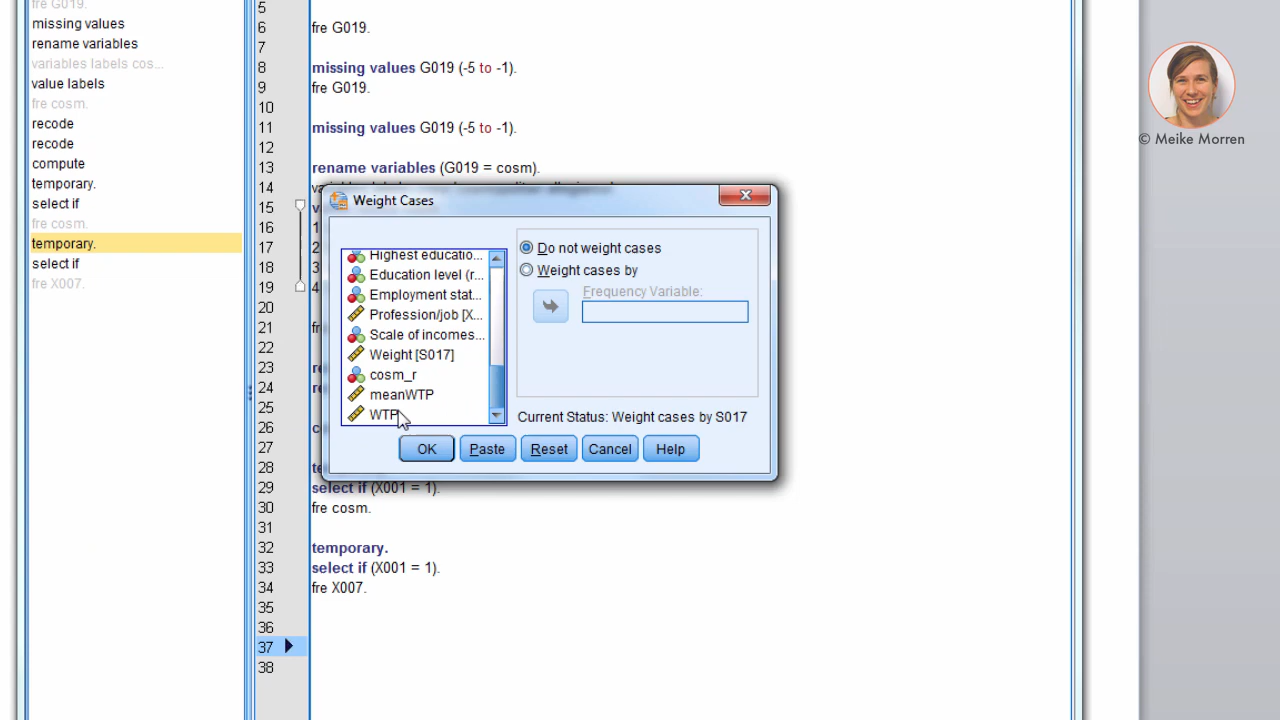 fre G019.
missing values
rename variables
variables labels cos...
value labels
fre cosm.
recode
recode
compute
temporary.
select if
fre cosm.
temporary.
select if
fre X007.
5
6 fre G019.
7
8 missing values G019 (-5 to -1).
9 fre G019.
10
11 missing values G019 (-5 to -1).
12
13 rename variables (G019 = cosm).
14
15
16
17
18
19
20
21
22
23
24
25
26
27
28
29 select if (X001 = 1).
30 fre cosm.
31
32 temporary.
33 select if (X001 = 1).
34 fre X007.
35
36
37
38
Weight Cases
Highest educatio...
Education level (r...
Employment stat...
Profession/job [X...
Scale of incomes...
Weight [S017]
cosm_r
meanWTP
WTP
Do not weight cases
Weight cases by
Frequency Variable:
Current Status: Weight cases by S017
OK
Paste
Reset
Cancel
Help
© Meike Morren